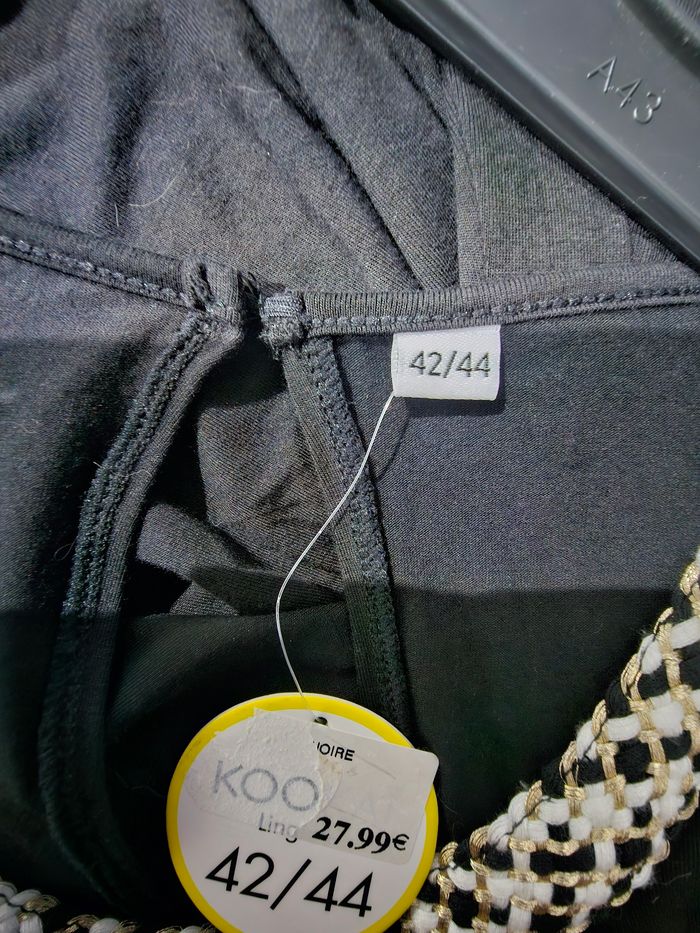 A43
42/44
NOIRE
KOO
Ling
27.99€
42/44